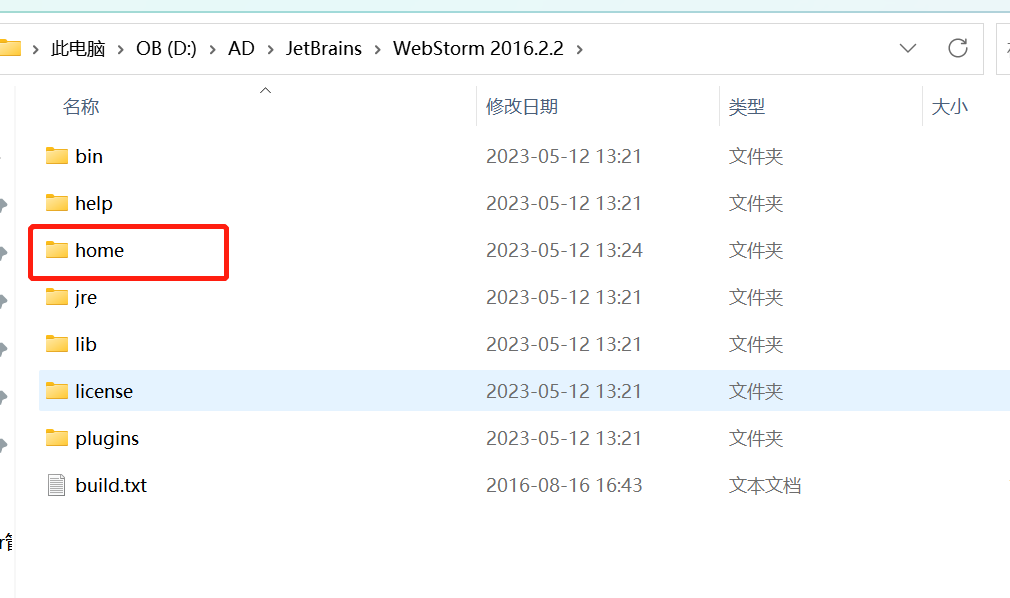 此电脑 > OB (D:) > AD > JetBrains > WebStorm 2016.2.2 >
名称 修改日期 类型 大小
bin 2023-05-12 13:21 文件夹
help 2023-05-12 13:21 文件夹
home 2023-05-12 13:24 文件夹
jre 2023-05-12 13:21 文件夹
lib 2023-05-12 13:21 文件夹
license 2023-05-12 13:21 文件夹
plugins 2023-05-12 13:21 文件夹
build.txt 2016-08-16 16:43 文本文档